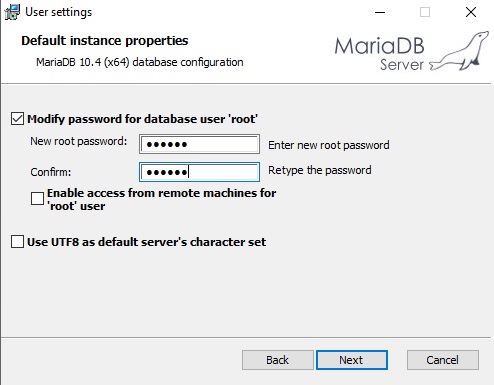 User settings
Default instance properties
MariaDB 10.4 (x64) database configuration
MariaDB
Server
Modify password for database user 'root'
New root password: ●●●●●● Enter new root password
Confirm: ●●●●●● Retype the password
Enable access from remote machines for
'root' user
Use UTF8 as default server's character set
Back Next Cancel